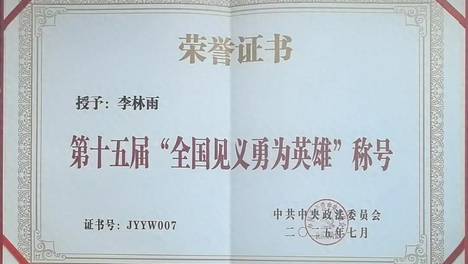 荣誉证书
授予：李林雨
第十五届“全国见义勇为英雄”称号
证书号：JYYW007
中共中央政法委员会
二〇二五年七月